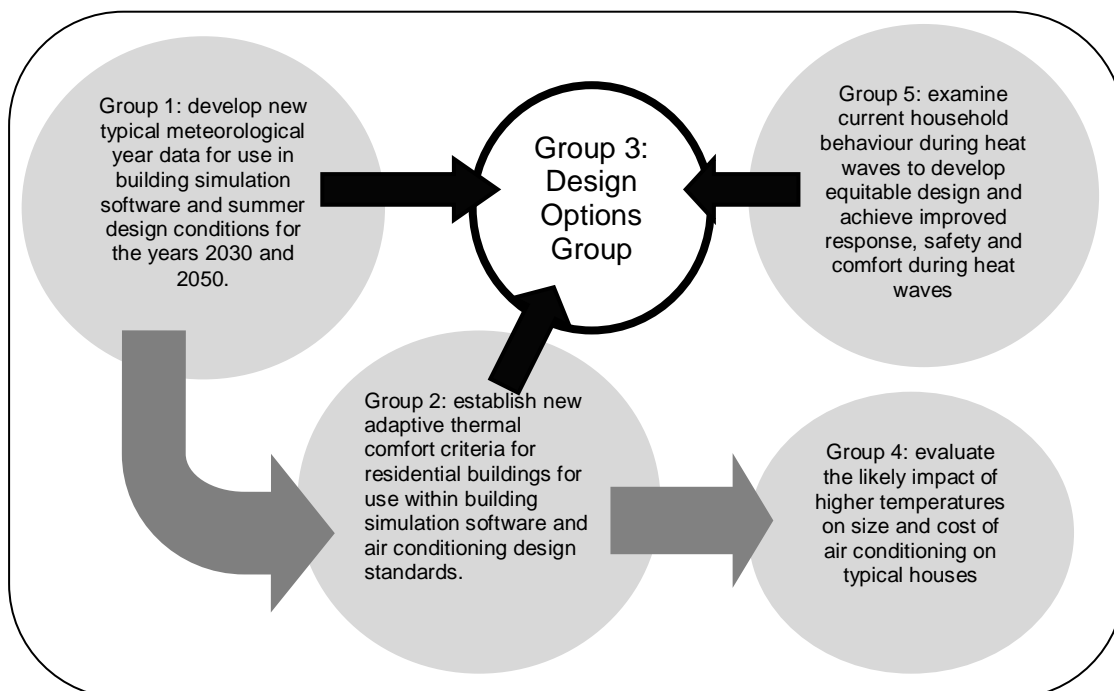 Group 1: develop new
typical meteorological
year data for use in
building simulation
software and summer
design conditions for
the years 2030 and
2050.
Group 3:
Design
Options
Group
Group 5: examine
current household
behaviour during heat
waves to develop
equitable design and
achieve improved
response, safety and
comfort during heat
waves
Group 2: establish new
adaptive thermal
comfort criteria for
residential buildings for
use within building
simulation software and
air conditioning design
standards.
Group 4: evaluate
the likely impact of
higher temperatures
on size and cost of
air conditioning on
typical houses